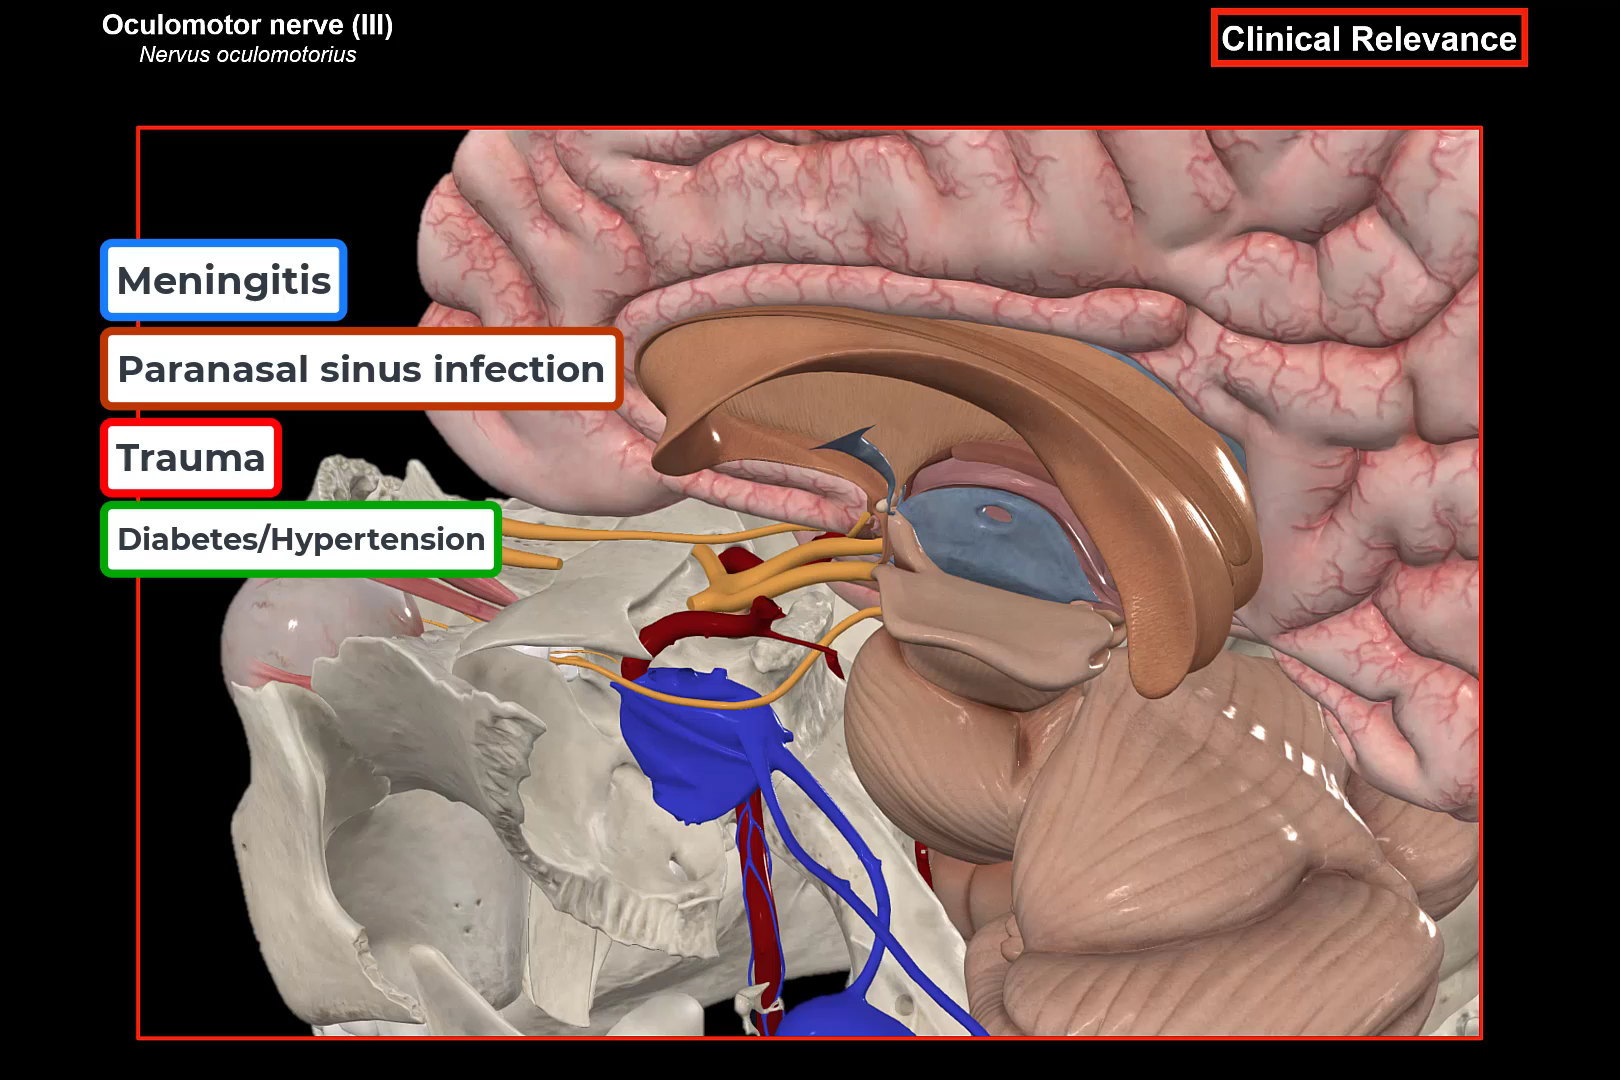 Oculomotor nerve (III)
Nervus oculomotorius
Clinical Relevance
Meningitis
Paranasal sinus infection
Trauma
Diabetes/Hypertension